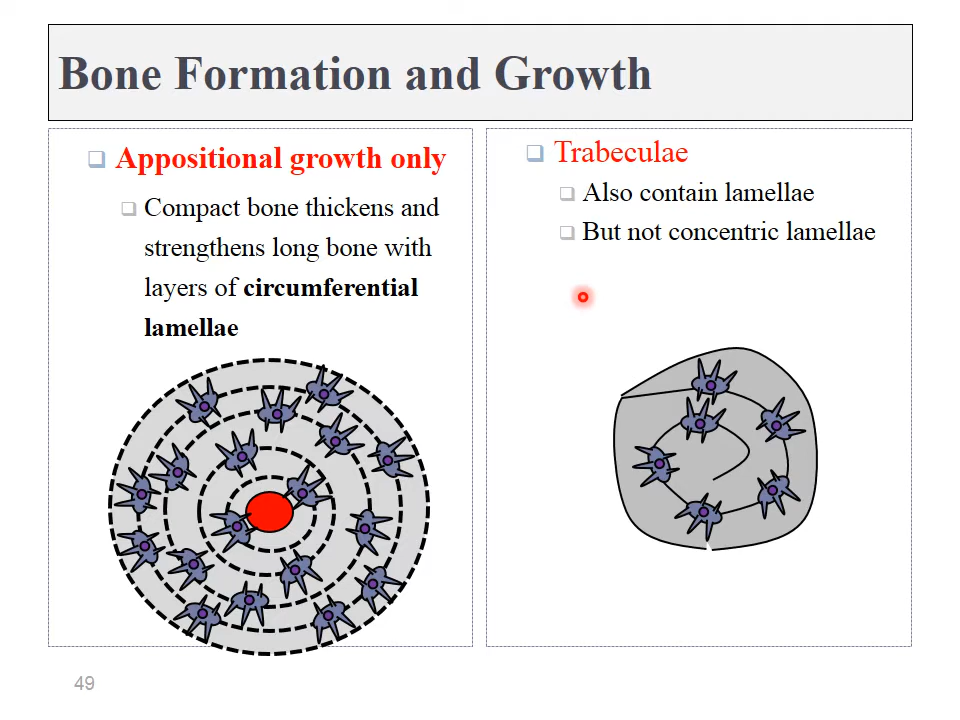 Bone Formation and Growth
Appositional growth only
Compact bone thickens and
strengthens long bone with
layers of circumferential
lamellae
Trabeculae
Also contain lamellae
But not concentric lamellae
49